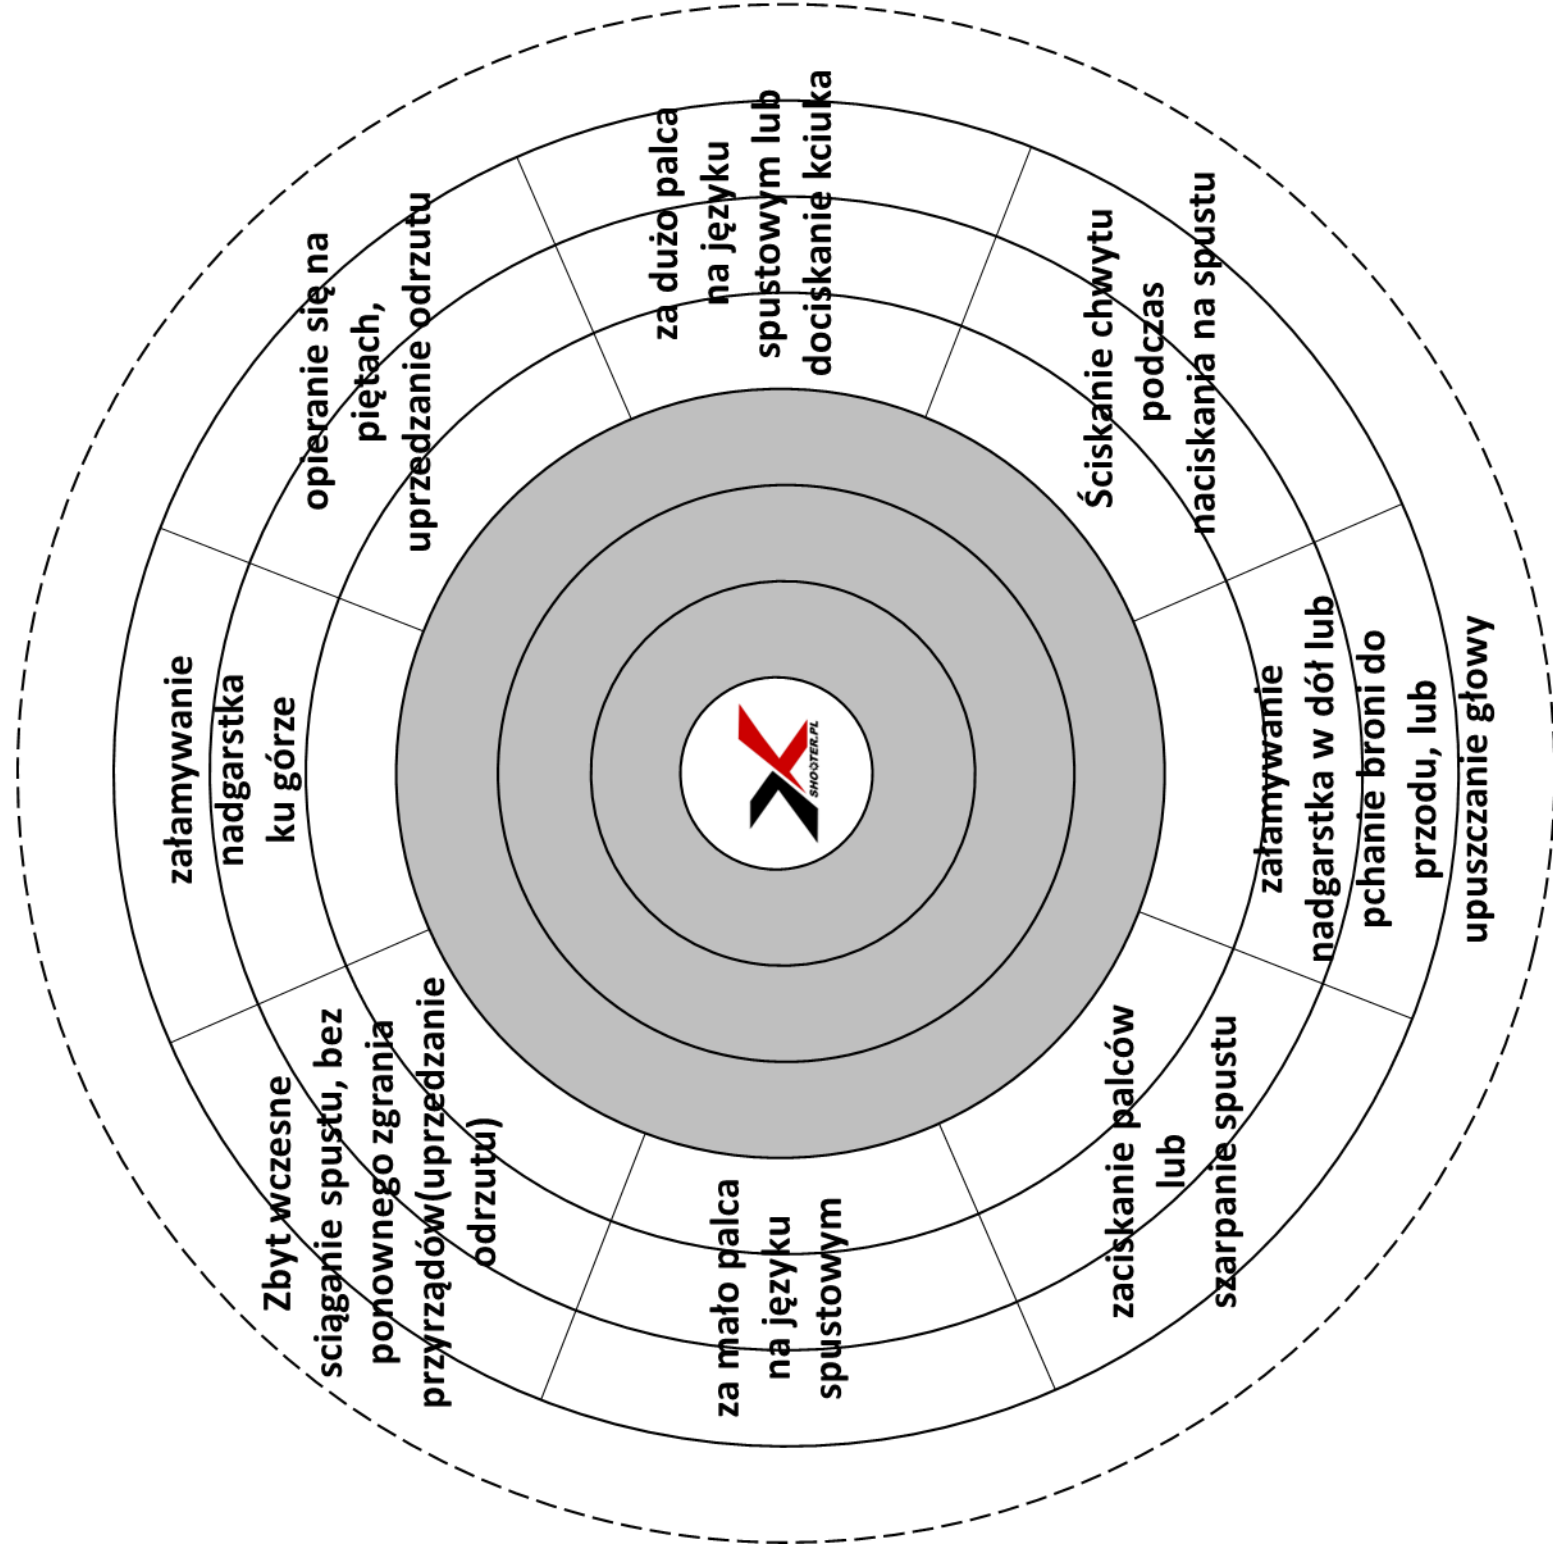 załamywanie
nadgarstka
ku górze
opieranie się na
piętach,
uprzedzanie odrzutu
za dużo palca
na języku
spustowym lub
dociskanie kciuka
Ściskanie chwytu
podczas
naciskania na spustu
załamywanie
nadgarstka w dół lub
pchanie broni do
przodu, lub
upuszczanie głowy
zaciskanie palców
lub
szarpanie spustu
za mało palca
na języku
spustowym
Zbyt wczesne
sciąganie spustu, bez
ponownego zgrania
przyrządów(uprzedzanie
odrzutu)
SHOOTER.PL